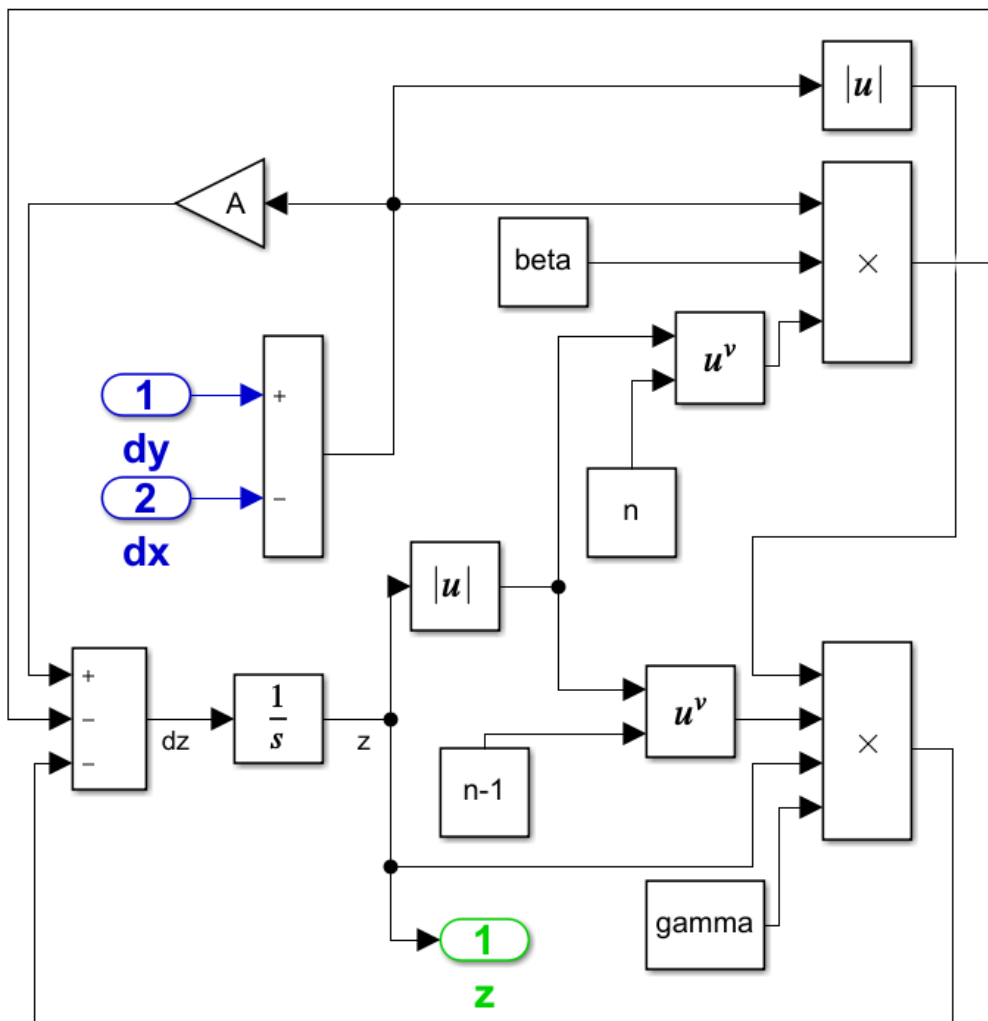 |u|
A
beta
×
u^v
1
+
dy
2
−
dx
n
|u|
+
−
−
dz
1
s
z
u^v
×
n-1
gamma
1
z